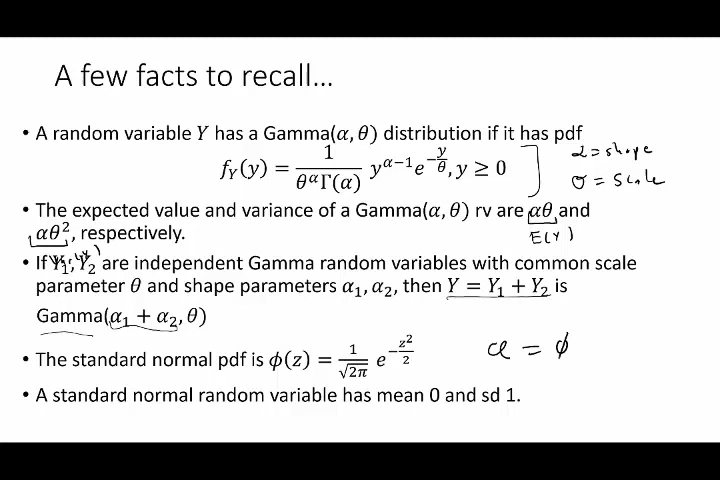 A few facts to recall...
• A random variable Y has a Gamma(α, θ) distribution if it has pdf
f_Y(y) = 1/(θ^α Γ(α)) y^(α−1) e^(−y/θ), y ≥ 0
α = shape
σ = scale
• The expected value and variance of a Gamma(α, θ) rv are αθ and
αθ², respectively.
E(Y)
• If Y₁, Y₂ are independent Gamma random variables with common scale
parameter θ and shape parameters α₁, α₂, then Y = Y₁ + Y₂ is
Gamma(α₁ + α₂, θ)
• The standard normal pdf is ϕ(z) = 1/√(2π) e^(−z²/2)
= ϕ
• A standard normal random variable has mean 0 and sd 1.